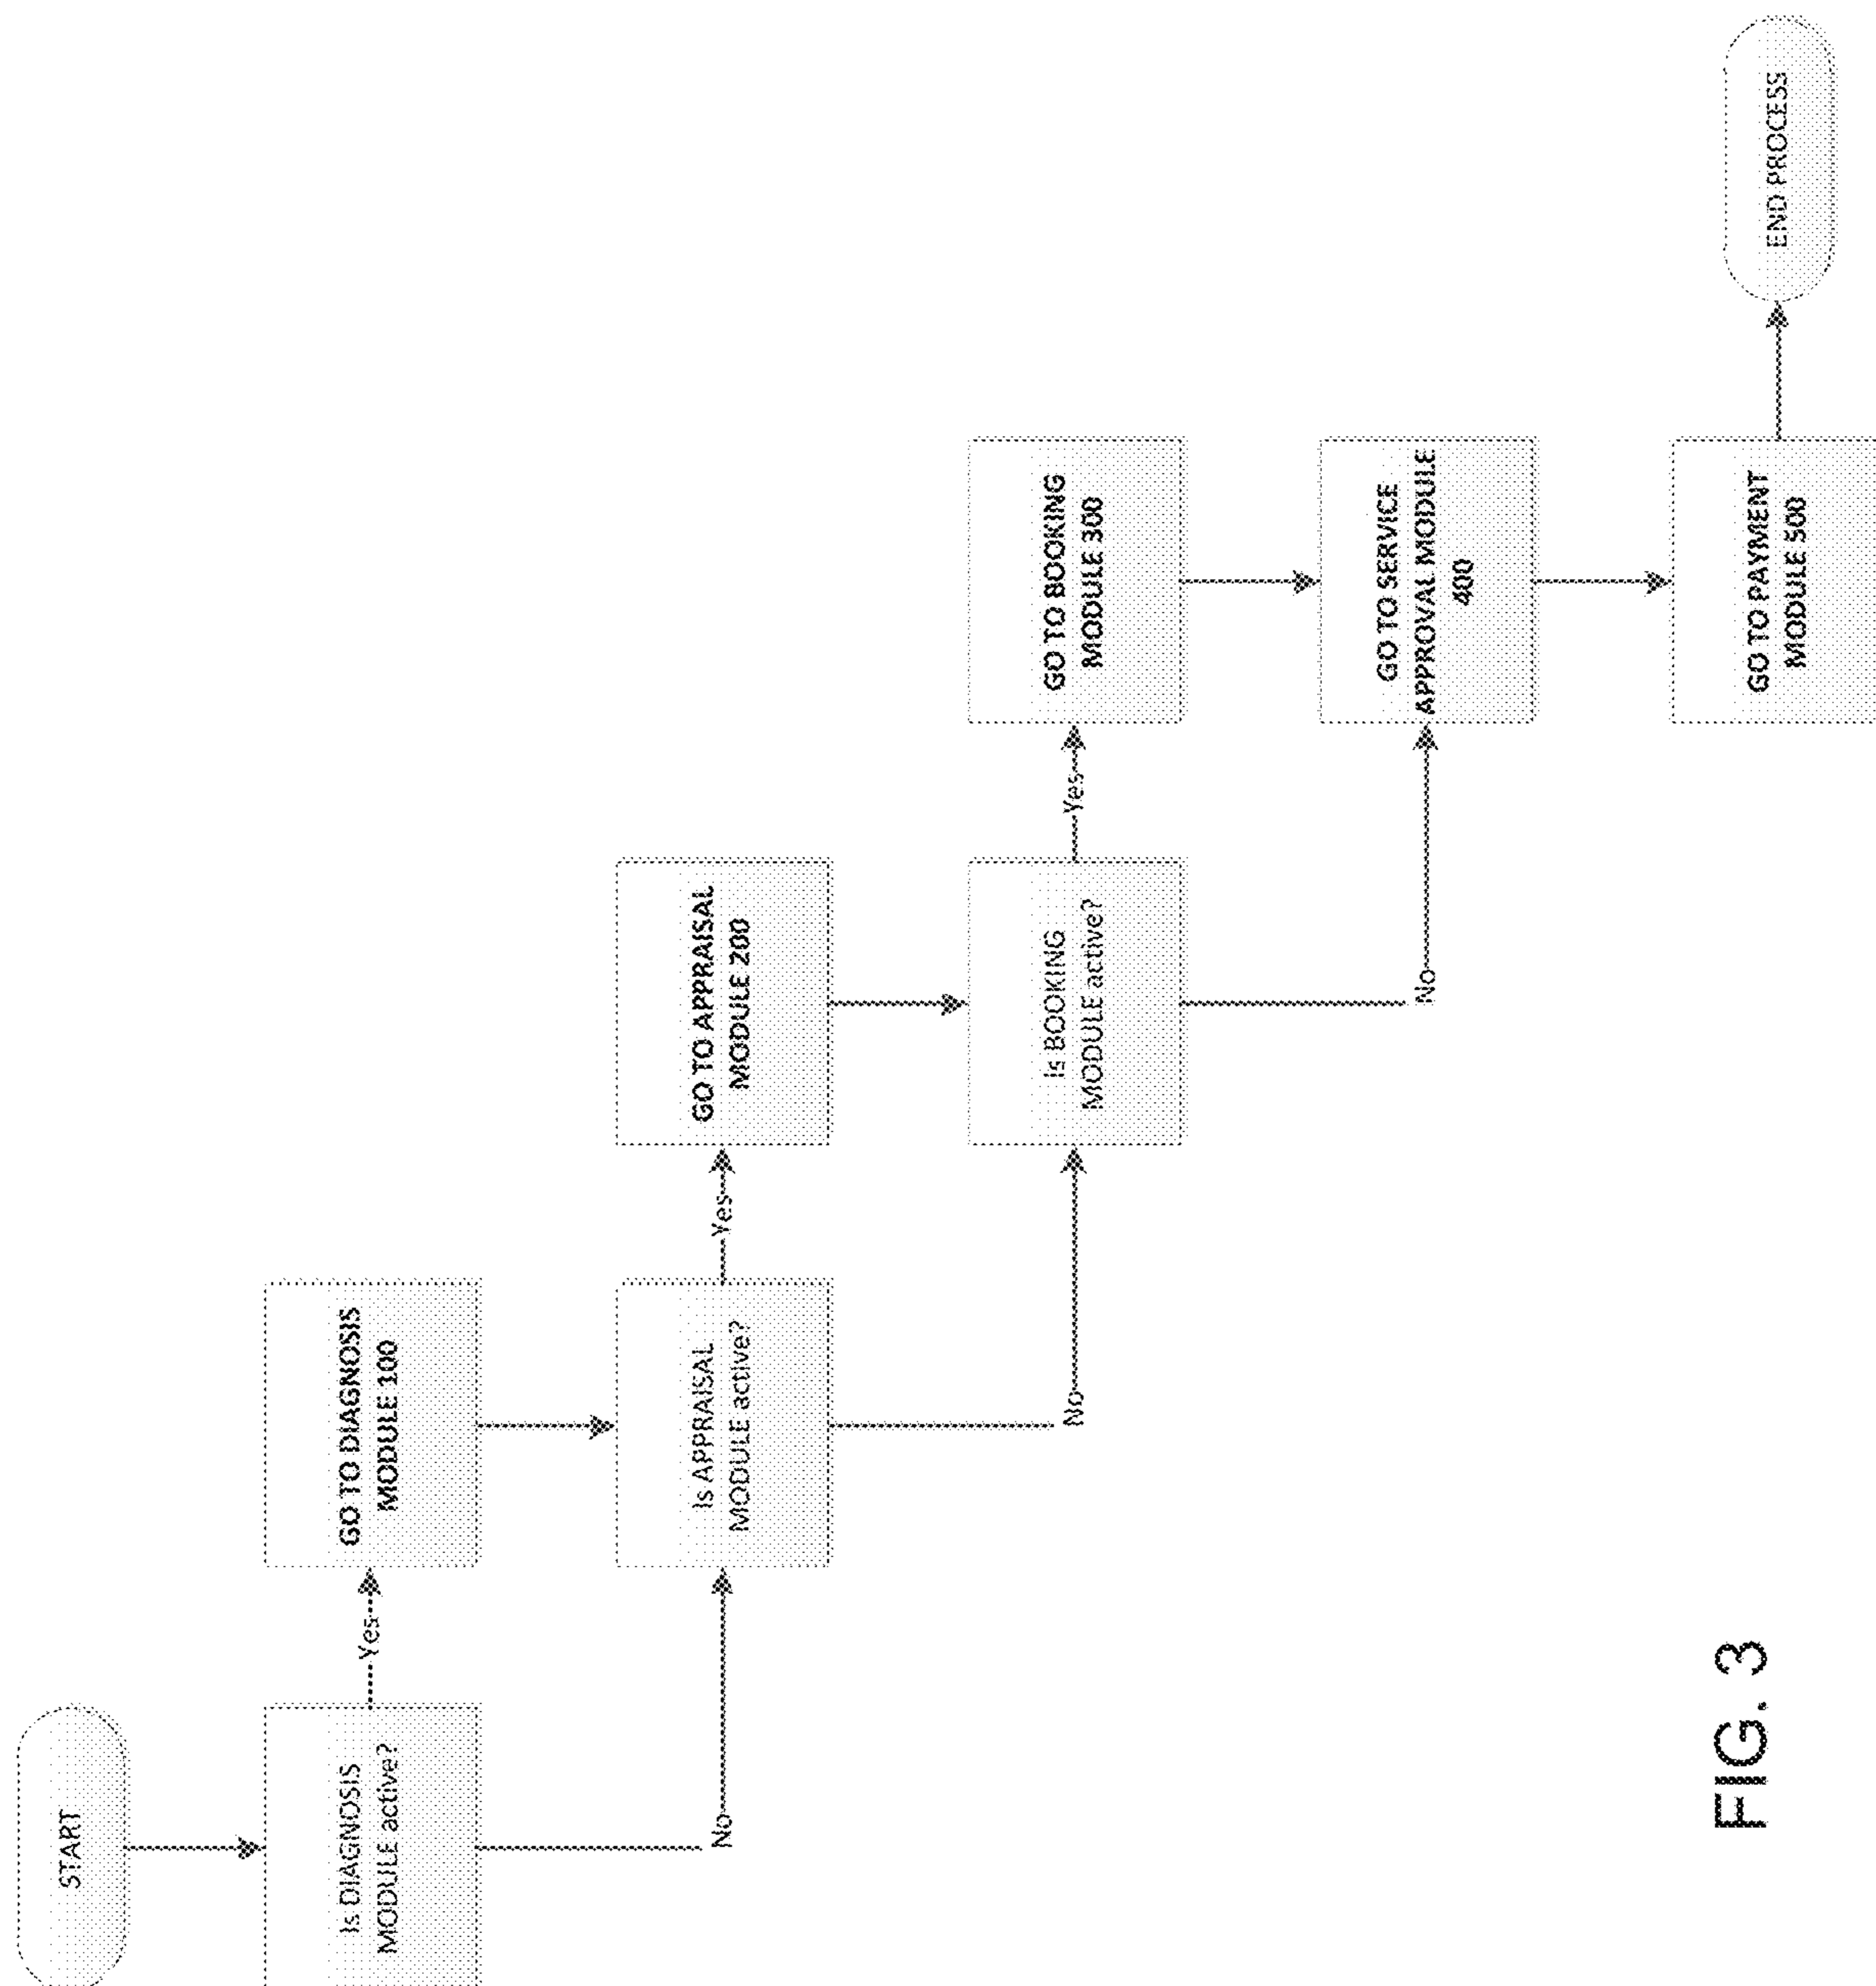 START
Is DIAGNOSIS
MODULE active?
Yes
GO TO DIAGNOSIS
MODULE 100
No
Is APPRAISAL
MODULE active?
Yes
GO TO APPRAISAL
MODULE 200
No
Is BOOKING
MODULE active?
Yes
GO TO BOOKING
MODULE 300
No
GO TO SERVICE
APPROVAL MODULE
400
GO TO PAYMENT
MODULE 500
END PROCESS
FIG. 3